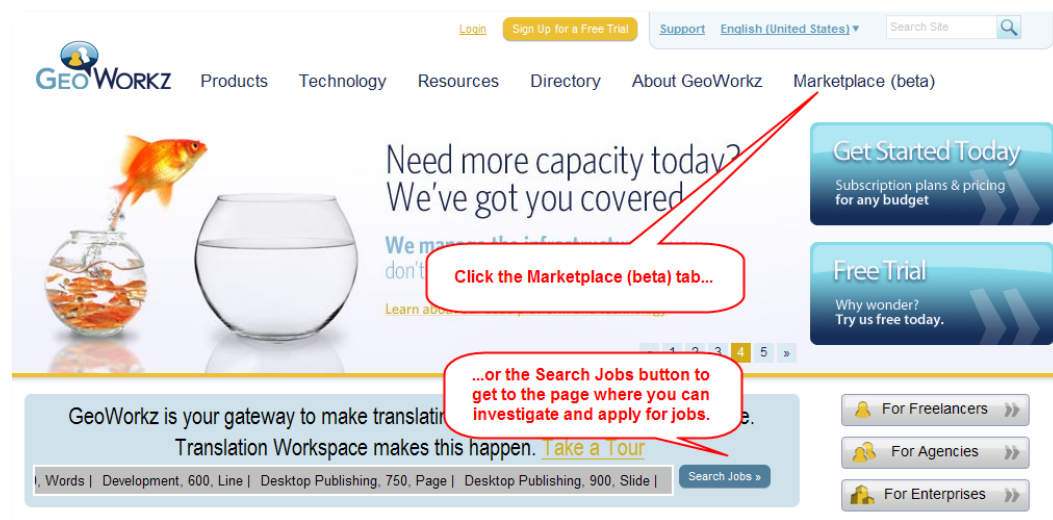 Login Sign Up for a Free Trial Support English (United States) ▾ Search Site
GEOWORKZ Products Technology Resources Directory About GeoWorkz Marketplace (beta)
Need more capacity today?
We've got you covered
We manage the
don't
Learn
Click the Marketplace (beta) tab...
Get Started Today
Subscription plans & pricing
for any budget
Free Trial
Why wonder?
Try us free today.
1 2 3 4 5 »
...or the Search Jobs button to
get to the page where you can
investigate and apply for jobs.
GeoWorkz is your gateway to make
Translation Workspace makes this happen. Take a Tour
, Words | Development, 600, Line | Desktop Publishing, 750, Page | Desktop Publishing, 900, Slide |
Search Jobs »
For Freelancers »
For Agencies »
For Enterprises »